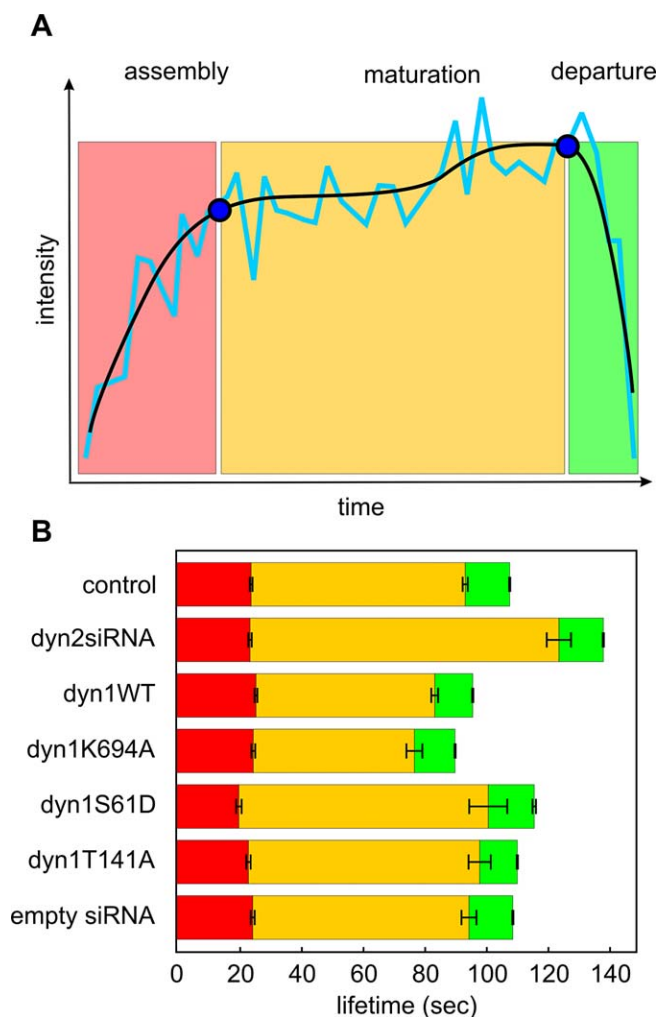 A
assembly
maturation
departure
intensity
time
B
control
dyn2siRNA
dyn1WT
dyn1K694A
dyn1S61D
dyn1T141A
empty siRNA
0 20 40 60 80 100 120 140
lifetime (sec)